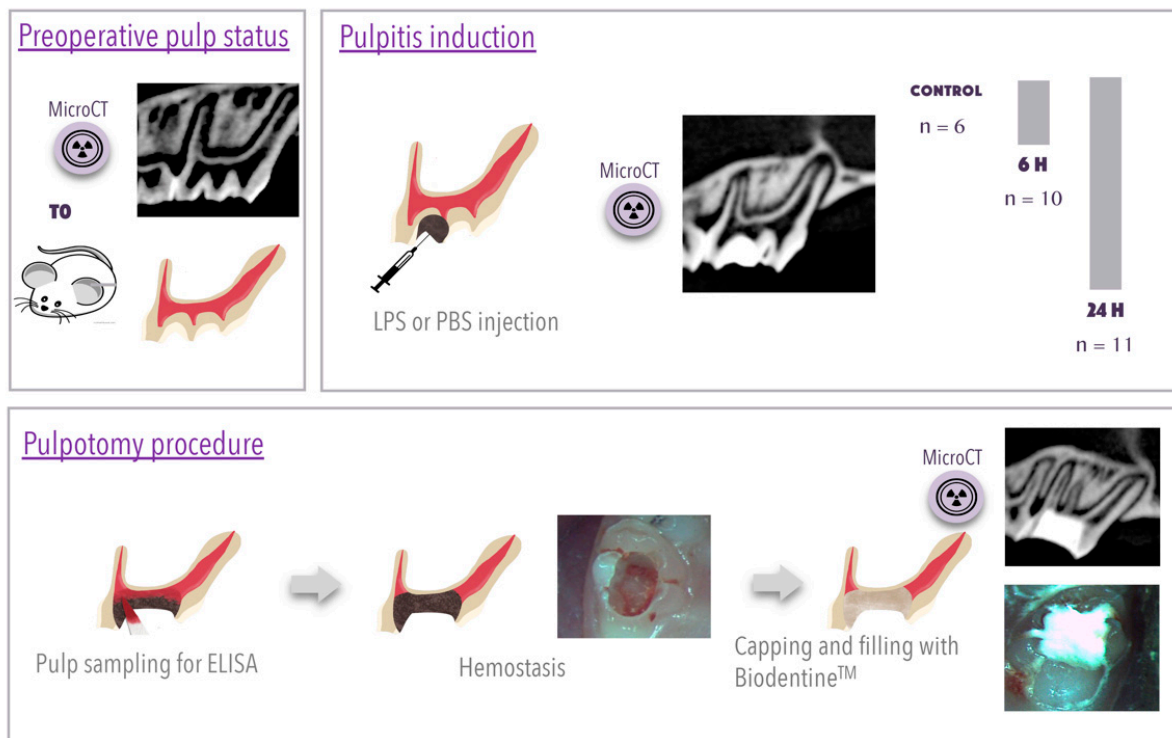 Preoperative pulp status
MicroCT
T0
Pulpitis induction
LPS or PBS injection
MicroCT
CONTROL
n = 6
6 H
n = 10
24 H
n = 11
Pulpotomy procedure
Pulp sampling for ELISA
Hemostasis
MicroCT
Capping and filling with
Biodentine™